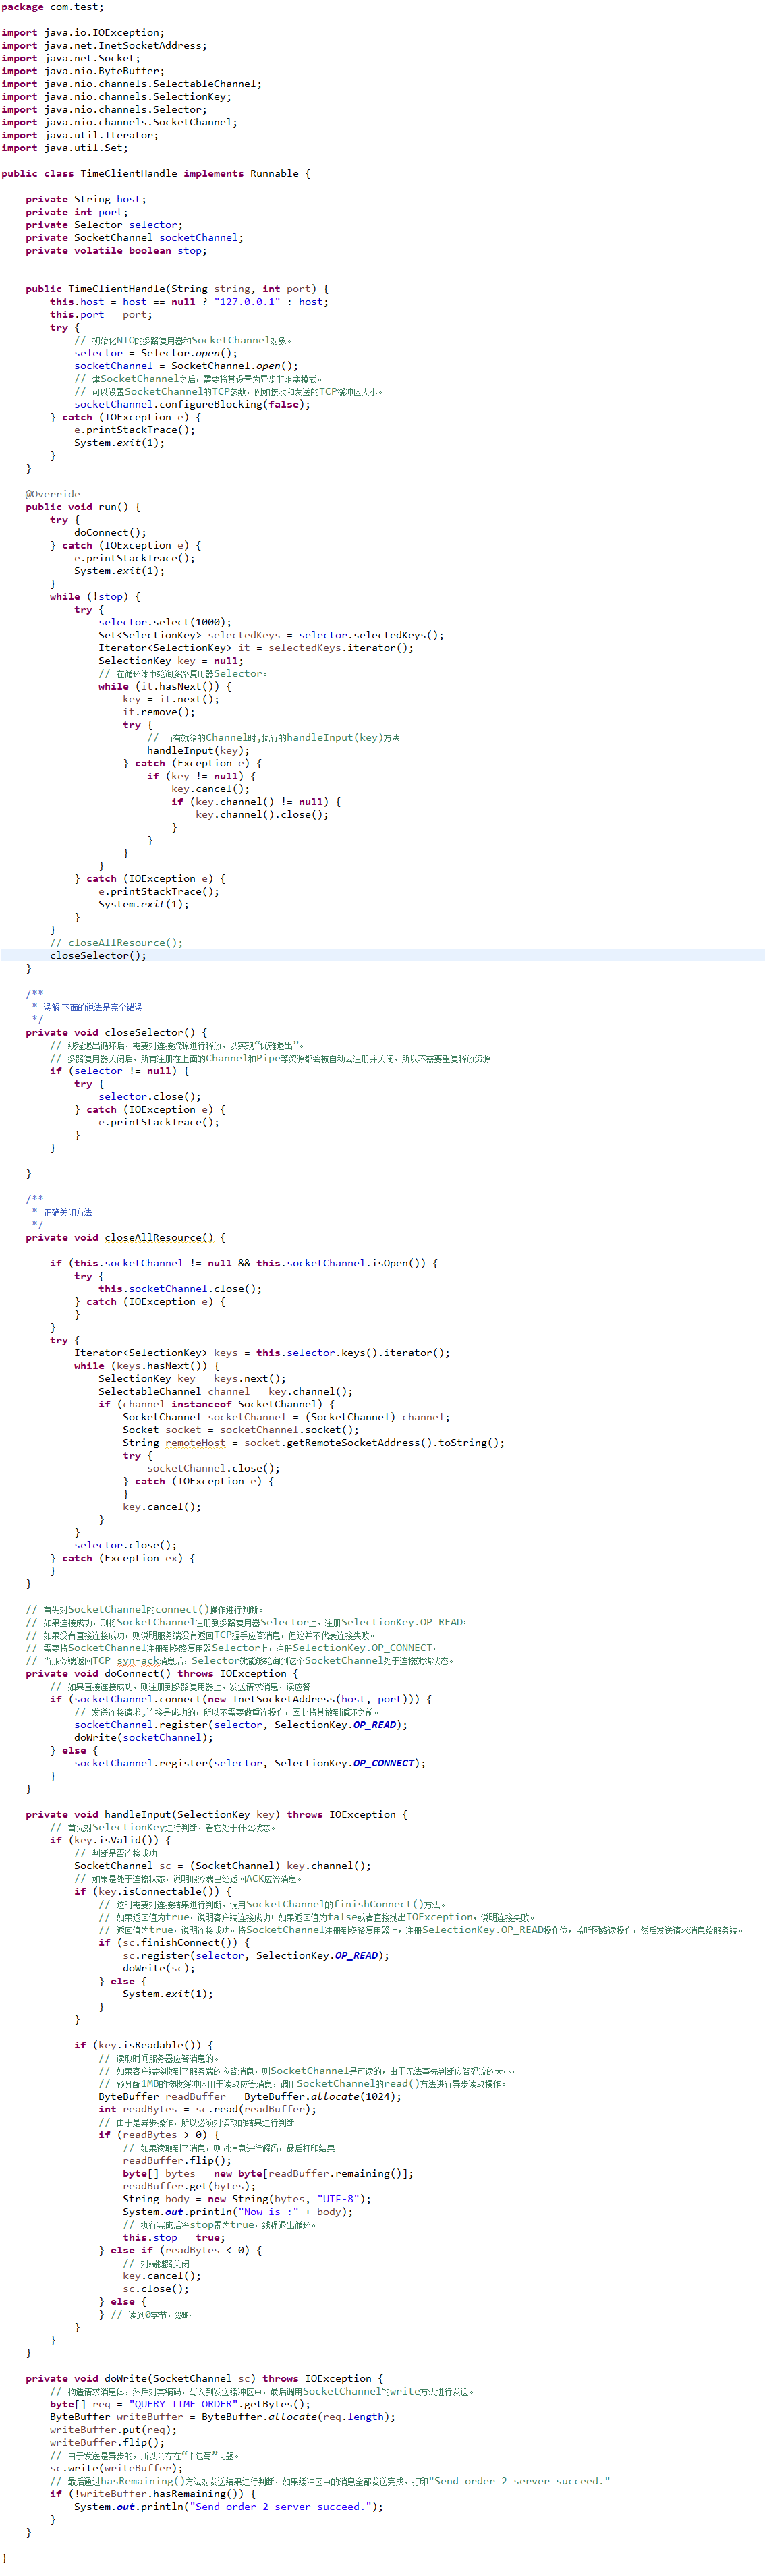 package com.test;
import java.io.IOException;
import java.net.InetSocketAddress;
import java.net.Socket;
import java.nio.ByteBuffer;
import java.nio.channels.SelectableChannel;
import java.nio.channels.SelectionKey;
import java.nio.channels.Selector;
import java.nio.channels.SocketChannel;
import java.util.Iterator;
import java.util.Set;
public class TimeClientHandle implements Runnable {
private String host;
private int port;
private Selector selector;
private SocketChannel socketChannel;
private volatile boolean stop;
public TimeClientHandle(String string, int port) {
this.host = host == null ? "127.0.0.1" : host;
this.port = port;
try {
// 初始化NIO的多路复用器和SocketChannel对象。
selector = Selector.open();
socketChannel = SocketChannel.open();
// 建SocketChannel之后，需要将其设置为异步非阻塞模式。
// 可以设置SocketChannel的TCP参数，例如接收和发送的TCP缓冲区大小。
socketChannel.configureBlocking(false);
} catch (IOException e) {
e.printStackTrace();
System.exit(1);
}
}
@Override
public void run() {
try {
doConnect();
} catch (IOException e) {
e.printStackTrace();
System.exit(1);
}
while (!stop) {
try {
selector.select(1000);
Set<SelectionKey> selectedKeys = selector.selectedKeys();
Iterator<SelectionKey> it = selectedKeys.iterator();
SelectionKey key = null;
// 在循环体中轮询多路复用器Selector。
while (it.hasNext()) {
key = it.next();
it.remove();
try {
// 当有就绪的Channel时,执行的handleInput(key)方法
handleInput(key);
} catch (Exception e) {
if (key != null) {
key.cancel();
if (key.channel() != null) {
key.channel().close();
}
}
}
}
} catch (IOException e) {
e.printStackTrace();
System.exit(1);
}
}
// closeAllResource();
closeSelector();
}
/**
* 误解 下面的说法是完全错误
*/
private void closeSelector() {
// 线程退出循环后，需要对连接资源进行释放，以实现“优雅退出”。
// 多路复用器关闭后，所有注册在上面的Channel和Pipe等资源都会被自动去注册并关闭，所以不需要重复释放资源
if (selector != null) {
try {
selector.close();
} catch (IOException e) {
e.printStackTrace();
}
}
}
/**
* 正确关闭方法
*/
private void closeAllResource() {
if (this.socketChannel != null && this.socketChannel.isOpen()) {
try {
this.socketChannel.close();
} catch (IOException e) {
}
}
try {
Iterator<SelectionKey> keys = this.selector.keys().iterator();
while (keys.hasNext()) {
SelectionKey key = keys.next();
SelectableChannel channel = key.channel();
if (channel instanceof SocketChannel) {
SocketChannel socketChannel = (SocketChannel) channel;
Socket socket = socketChannel.socket();
String remoteHost = socket.getRemoteSocketAddress().toString();
try {
socketChannel.close();
} catch (IOException e) {
}
key.cancel();
}
}
selector.close();
} catch (Exception ex) {
}
}
// 首先对SocketChannel的connect()操作进行判断。
// 如果连接成功，则将SocketChannel注册到多路复用器Selector上，注册SelectionKey.OP_READ；
// 如果没有直接连接成功，则说明服务端没有返回TCP握手应答消息，但这并不代表连接失败。
// 需要将SocketChannel注册到多路复用器Selector上，注册SelectionKey.OP_CONNECT，
// 当服务端返回TCP syn-ack消息后，Selector就能够轮询到这个SocketChannel处于连接就绪状态。
private void doConnect() throws IOException {
// 如果直接连接成功，则注册到多路复用器上，发送请求消息，读应答
if (socketChannel.connect(new InetSocketAddress(host, port))) {
// 发送连接请求,连接是成功的，所以不需要做重连操作，因此将其放到循环之前。
socketChannel.register(selector, SelectionKey.OP_READ);
doWrite(socketChannel);
} else {
socketChannel.register(selector, SelectionKey.OP_CONNECT);
}
}
private void handleInput(SelectionKey key) throws IOException {
// 首先对SelectionKey进行判断，看它处于什么状态。
if (key.isValid()) {
// 判断是否连接成功
SocketChannel sc = (SocketChannel) key.channel();
// 如果是处于连接状态，说明服务端已经返回ACK应答消息。
if (key.isConnectable()) {
// 这时需要对连接结果进行判断，调用SocketChannel的finishConnect()方法。
// 如果返回值为true，说明客户端连接成功；如果返回值为false或者直接抛出IOException，说明连接失败。
// 返回值为true，说明连接成功。将SocketChannel注册到多路复用器上，注册SelectionKey.OP_READ操作位，监听网络读操作，然后发送请求消息给服务端。
if (sc.finishConnect()) {
sc.register(selector, SelectionKey.OP_READ);
doWrite(sc);
} else {
System.exit(1);
}
}
if (key.isReadable()) {
// 读取时间服务器应答消息的。
// 如果客户端接收到了服务端的应答消息，则SocketChannel是可读的，由于无法事先判断应答码流的大小，
// 预分配1MB的接收缓冲区用于读取应答消息，调用SocketChannel的read()方法进行异步读取操作。
ByteBuffer readBuffer = ByteBuffer.allocate(1024);
int readBytes = sc.read(readBuffer);
// 由于是异步操作，所以必须对读取的结果进行判断
if (readBytes > 0) {
// 如果读取到了消息，则对消息进行解码，最后打印结果。
readBuffer.flip();
byte[] bytes = new byte[readBuffer.remaining()];
readBuffer.get(bytes);
String body = new String(bytes, "UTF-8");
System.out.println("Now is :" + body);
// 执行完成后将stop置为true，线程退出循环。
this.stop = true;
} else if (readBytes < 0) {
// 对端链路关闭
key.cancel();
sc.close();
} else {
} // 读到0字节，忽略
}
}
}
private void doWrite(SocketChannel sc) throws IOException {
// 构造请求消息体，然后对其编码，写入到发送缓冲区中，最后调用SocketChannel的write方法进行发送。
byte[] req = "QUERY TIME ORDER".getBytes();
ByteBuffer writeBuffer = ByteBuffer.allocate(req.length);
writeBuffer.put(req);
writeBuffer.flip();
// 由于发送是异步的，所以会存在“半包写”问题。
sc.write(writeBuffer);
// 最后通过hasRemaining()方法对发送结果进行判断，如果缓冲区中的消息全部发送完成，打印"Send order 2 server succeed."
if (!writeBuffer.hasRemaining()) {
System.out.println("Send order 2 server succeed.");
}
}
}